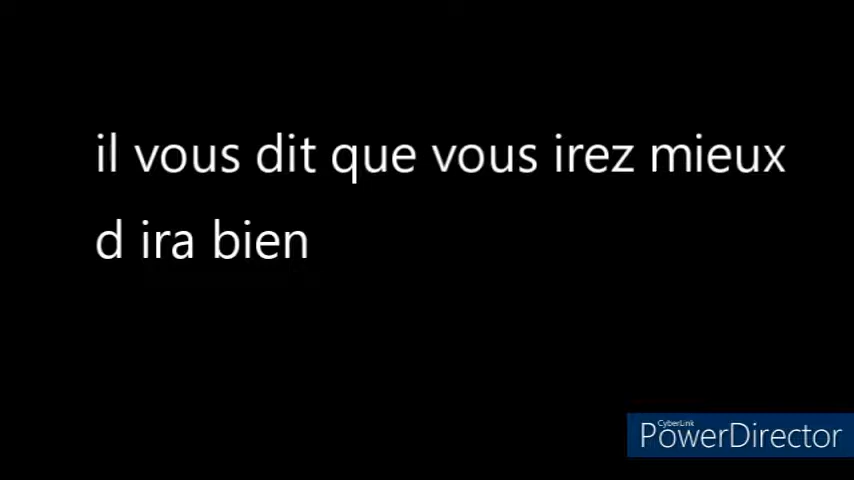 il vous dit que vous irez mieux
d ira bien
CyberLink
PowerDirector